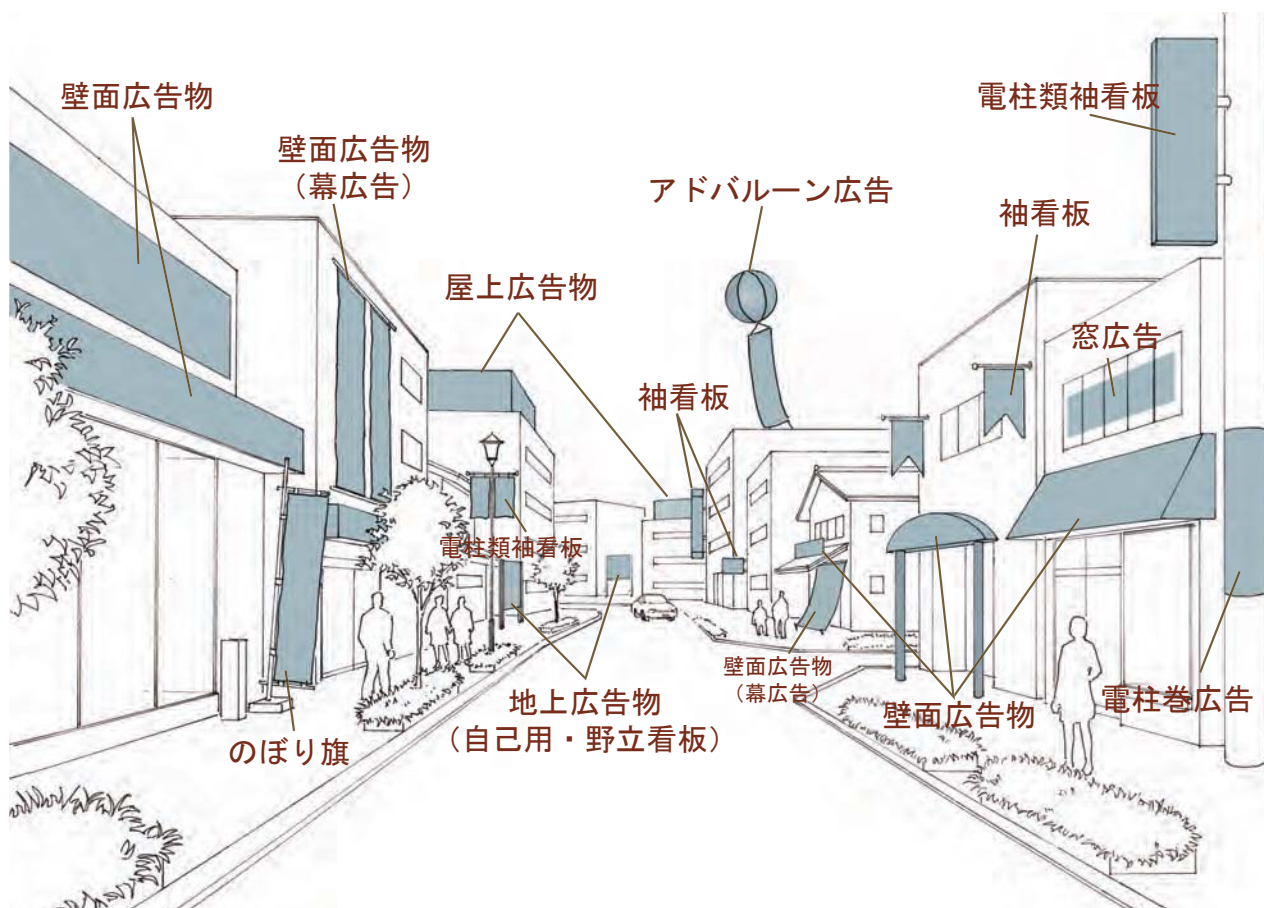 壁面広告物
電柱類袖看板
壁面広告物
（幕広告）
アドバルーン広告
袖看板
屋上広告物
窓広告
袖看板
電柱類袖看板
壁面広告物
（幕広告）
地上広告物
（自己用・野立看板）
壁面広告物
電柱巻広告
のぼり旗